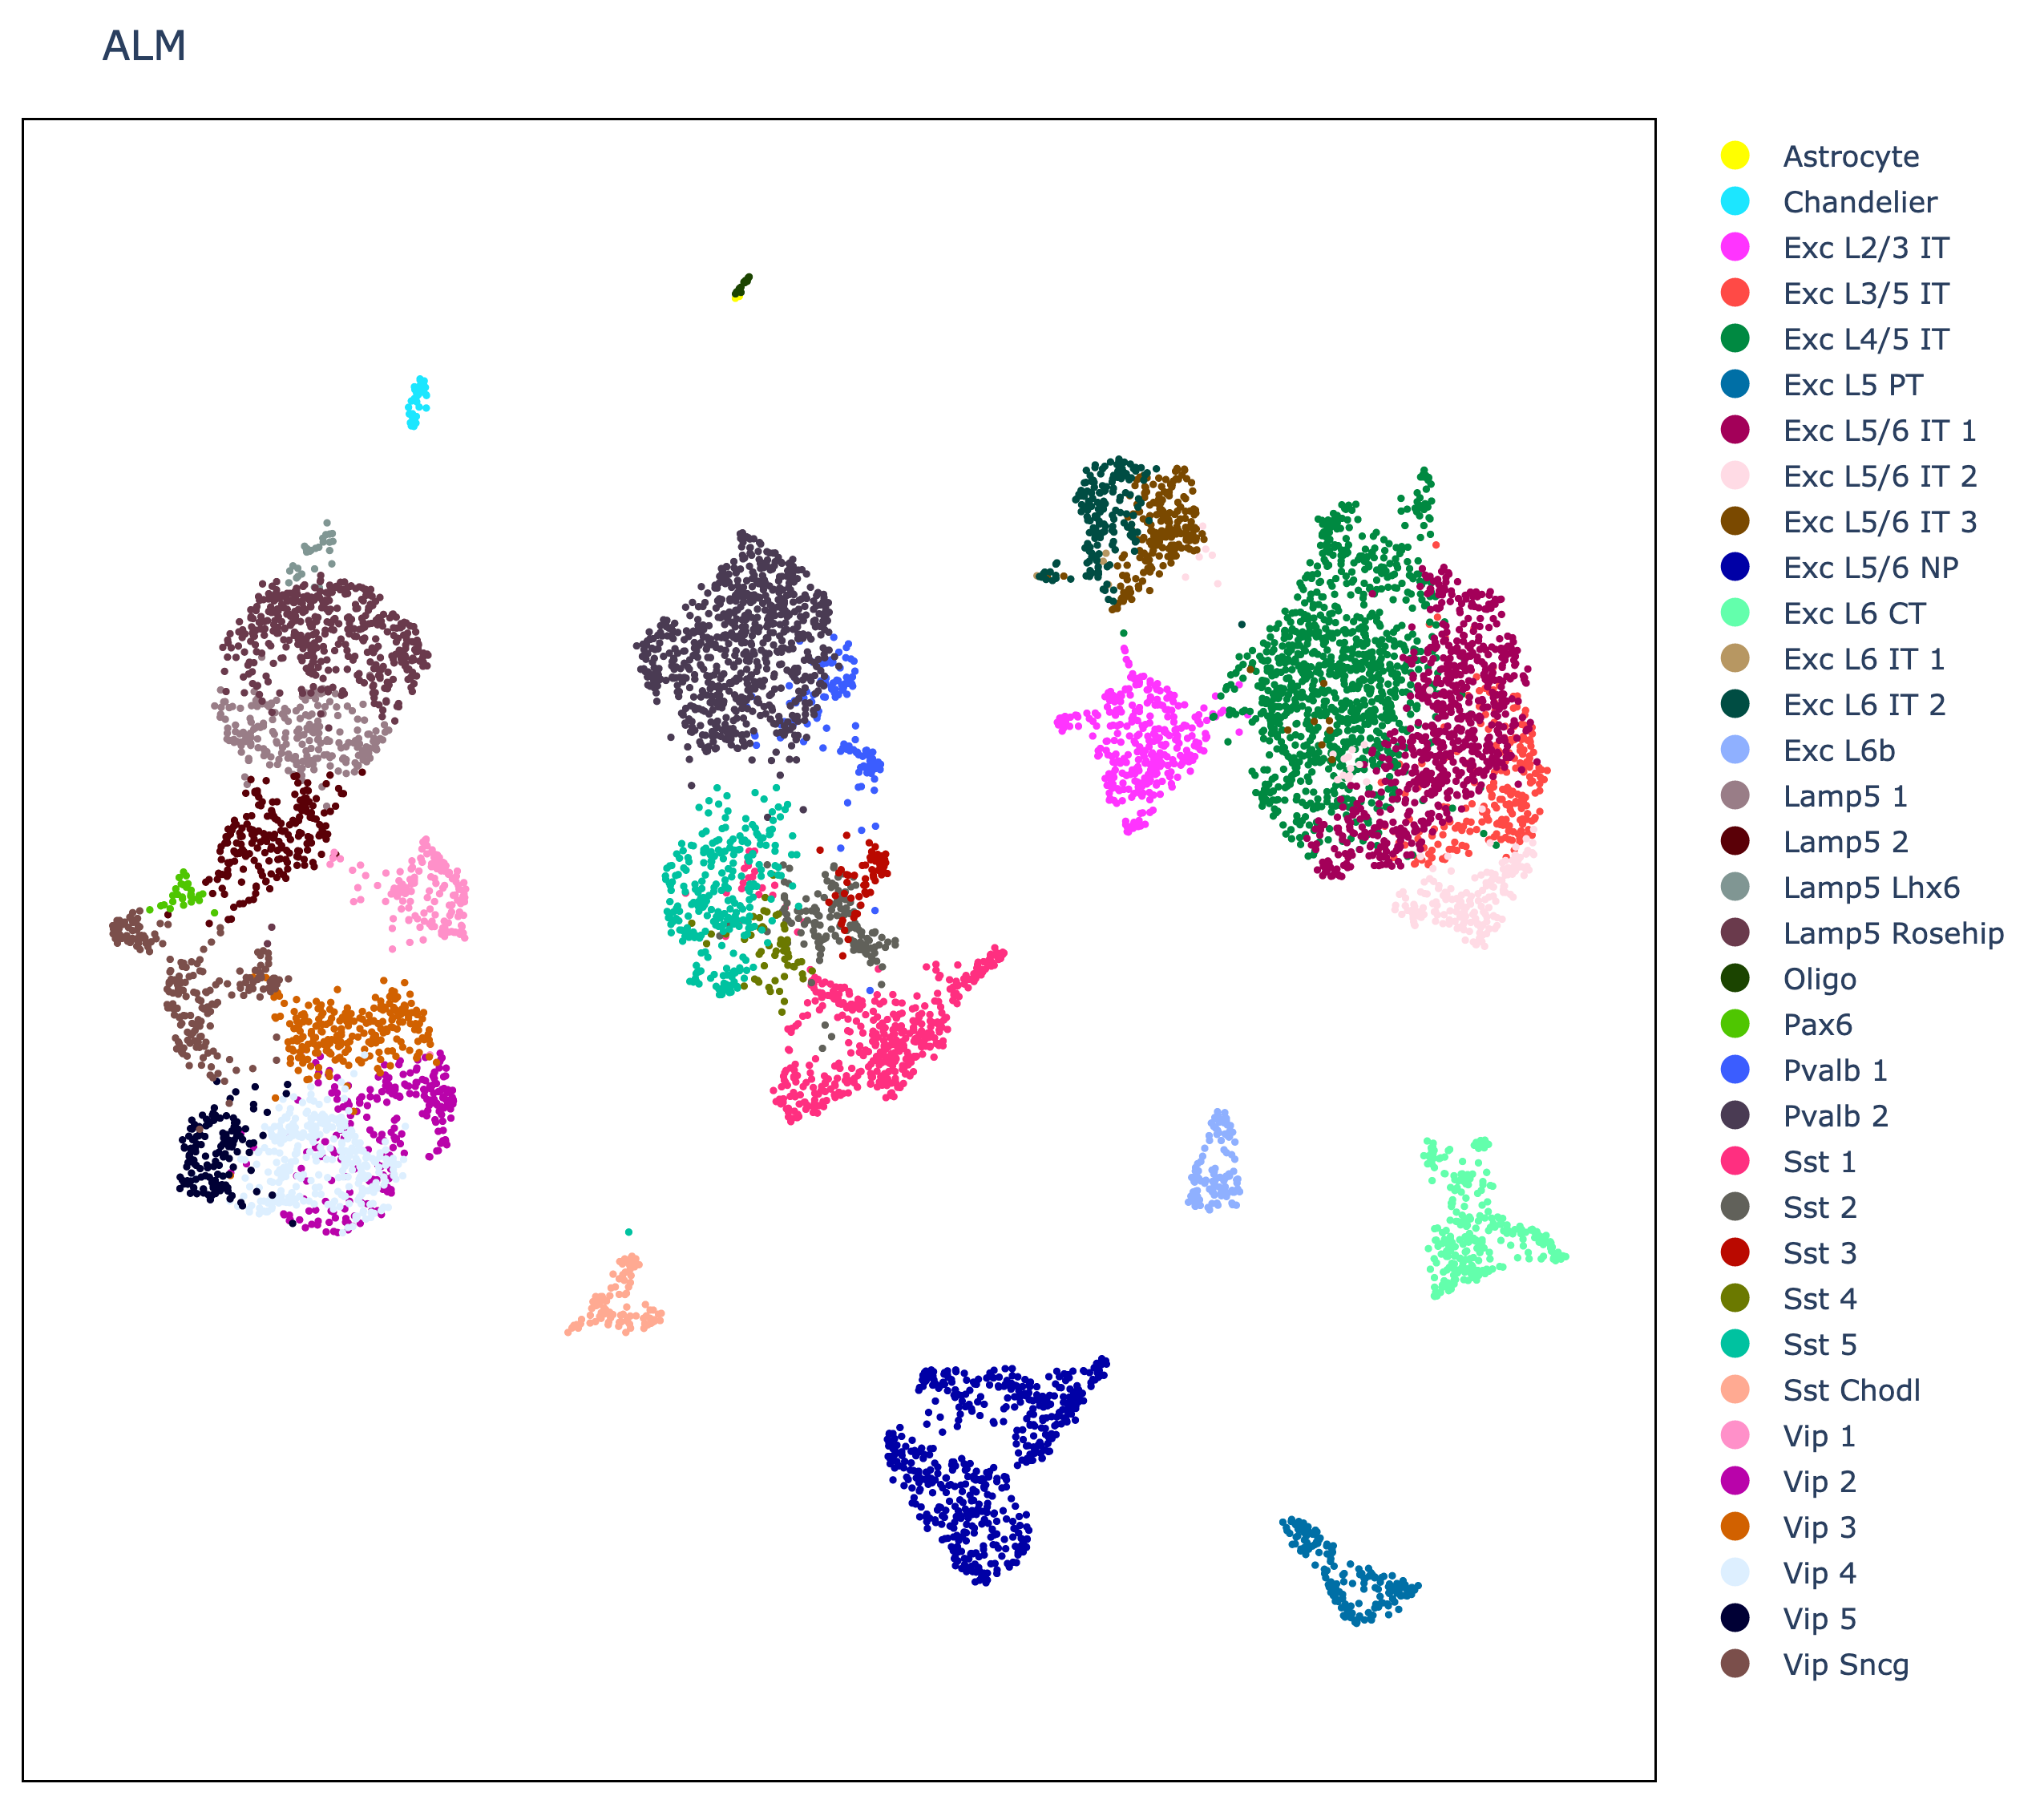 ALM
Astrocyte
Chandelier
Exc L2/3 IT
Exc L3/5 IT
Exc L4/5 IT
Exc L5 PT
Exc L5/6 IT 1
Exc L5/6 IT 2
Exc L5/6 IT 3
Exc L5/6 NP
Exc L6 CT
Exc L6 IT 1
Exc L6 IT 2
Exc L6b
Lamp5 1
Lamp5 2
Lamp5 Lhx6
Lamp5 Rosehip
Oligo
Pax6
Pvalb 1
Pvalb 2
Sst 1
Sst 2
Sst 3
Sst 4
Sst 5
Sst Chodl
Vip 1
Vip 2
Vip 3
Vip 4
Vip 5
Vip Sncg